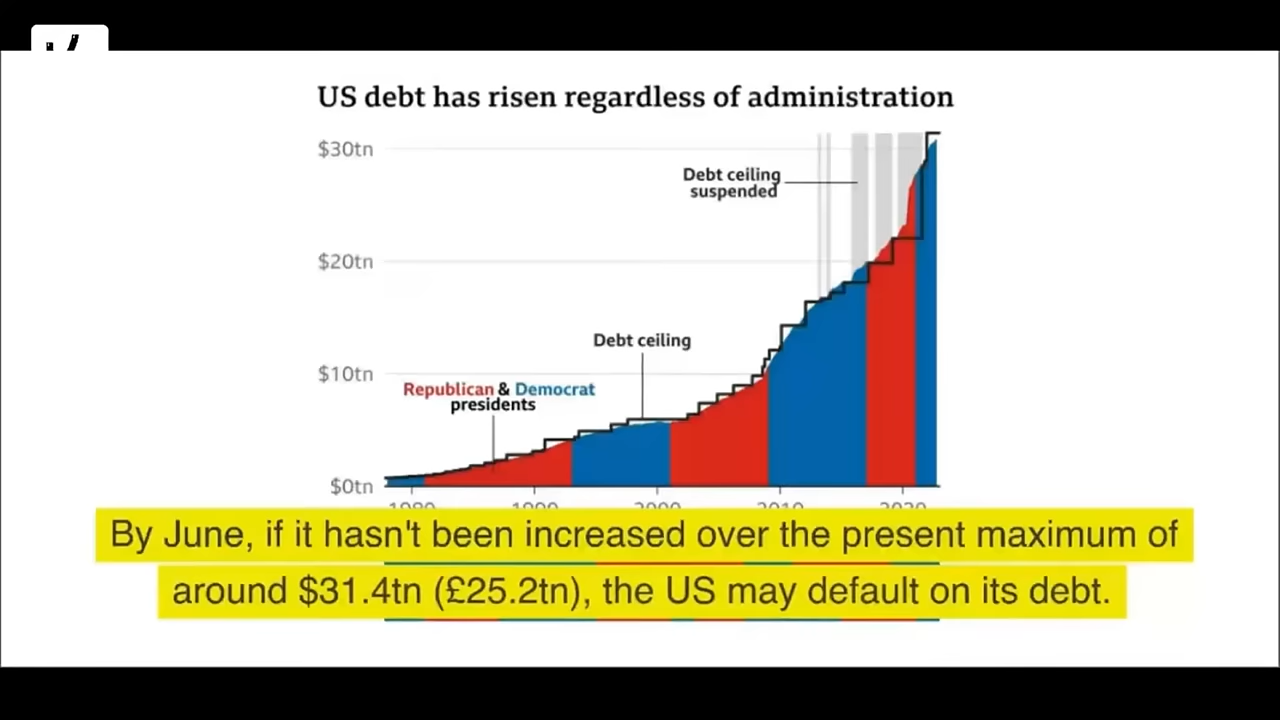 US debt has risen regardless of administration
$30tn
Debt ceiling
suspended
$20tn
Debt ceiling
$10tn
Republican & Democrat
presidents
$0tn
1980 1990 2000 2010 2020
By June, if it hasn't been increased over the present maximum of
around $31.4tn (£25.2tn), the US may default on its debt.